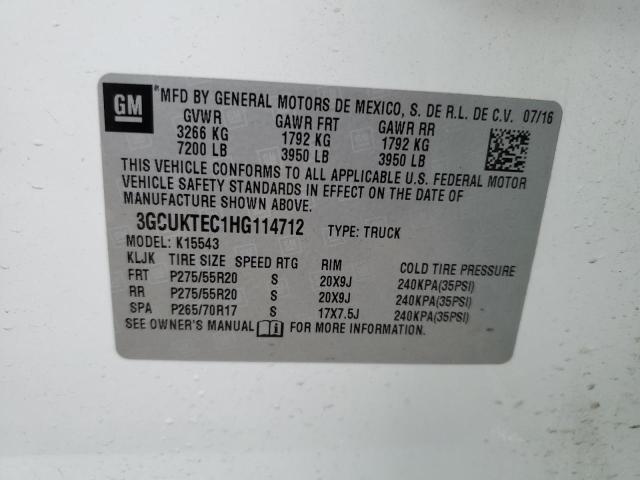 GM
*MFD BY GENERAL MOTORS DE MEXICO, S. DE R.L. DE C.V. 07/16
GVWR GAWR FRT GAWR RR
3266 KG 1792 KG 1792 KG
7200 LB 3950 LB 3950 LB
THIS VEHICLE CONFORMS TO ALL APPLICABLE U.S. FEDERAL MOTOR
VEHICLE SAFETY STANDARDS IN EFFECT ON THE DATE OF
MANUFACTURE SHOWN ABOVE.
3GCUKTEC1HG114712 TYPE: TRUCK
MODEL: K15543
KLJK TIRE SIZE SPEED RTG RIM COLD TIRE PRESSURE
FRT P275/55R20 S 20X9J 240KPA(35PSI)
RR P275/55R20 S 20X9J 240KPA(35PSI)
SPA P265/70R17 S 17X7.5J 240KPA(35PSI)
SEE OWNER'S MANUAL FOR MORE INFORMATION.